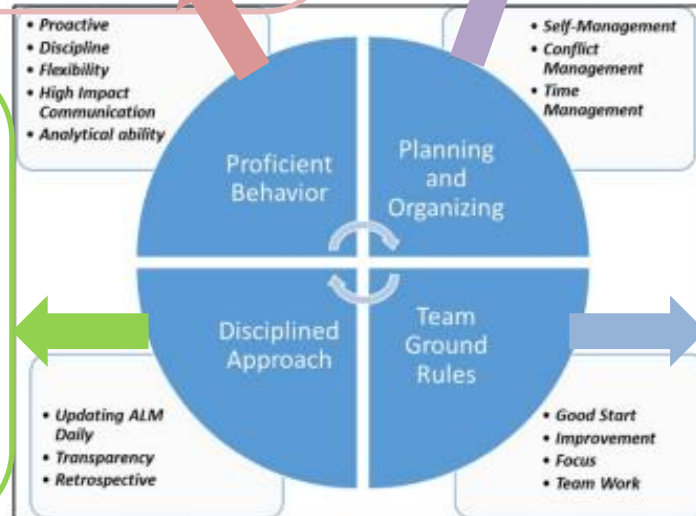 • Proactive
• Discipline
• Flexibility
• High Impact
Communication
• Analytical ability
• Self-Management
• Conflict
Management
• Time
Management
Proficient
Behavior
Planning
and
Organizing
Disciplined
Approach
Team
Ground
Rules
• Updating ALM
Daily
• Transparency
• Retrospective
• Good Start
• Improvement
• Focus
• Team Work